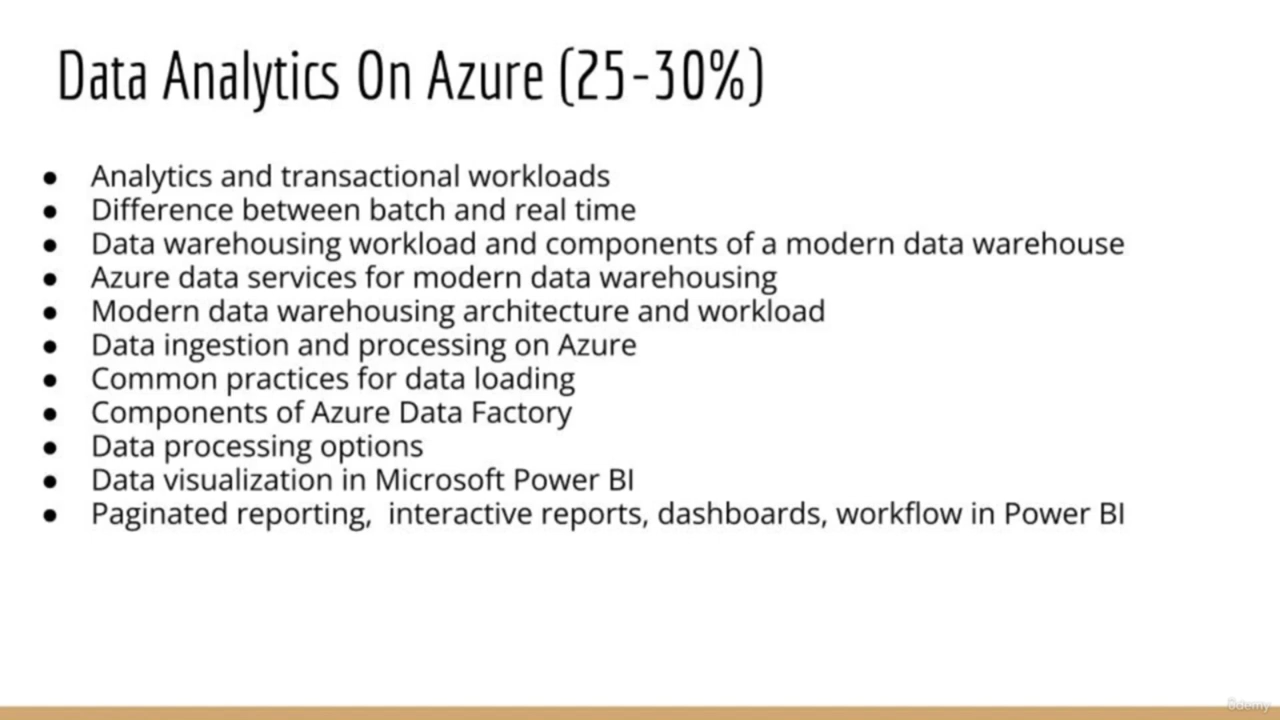 Data Analytics On Azure (25-30%)
● Analytics and transactional workloads
● Difference between batch and real time
● Data warehousing workload and components of a modern data warehouse
● Azure data services for modern data warehousing
● Modern data warehousing architecture and workload
● Data ingestion and processing on Azure
● Common practices for data loading
● Components of Azure Data Factory
● Data processing options
● Data visualization in Microsoft Power BI
● Paginated reporting,  interactive reports, dashboards, workflow in Power BI
ûdemy